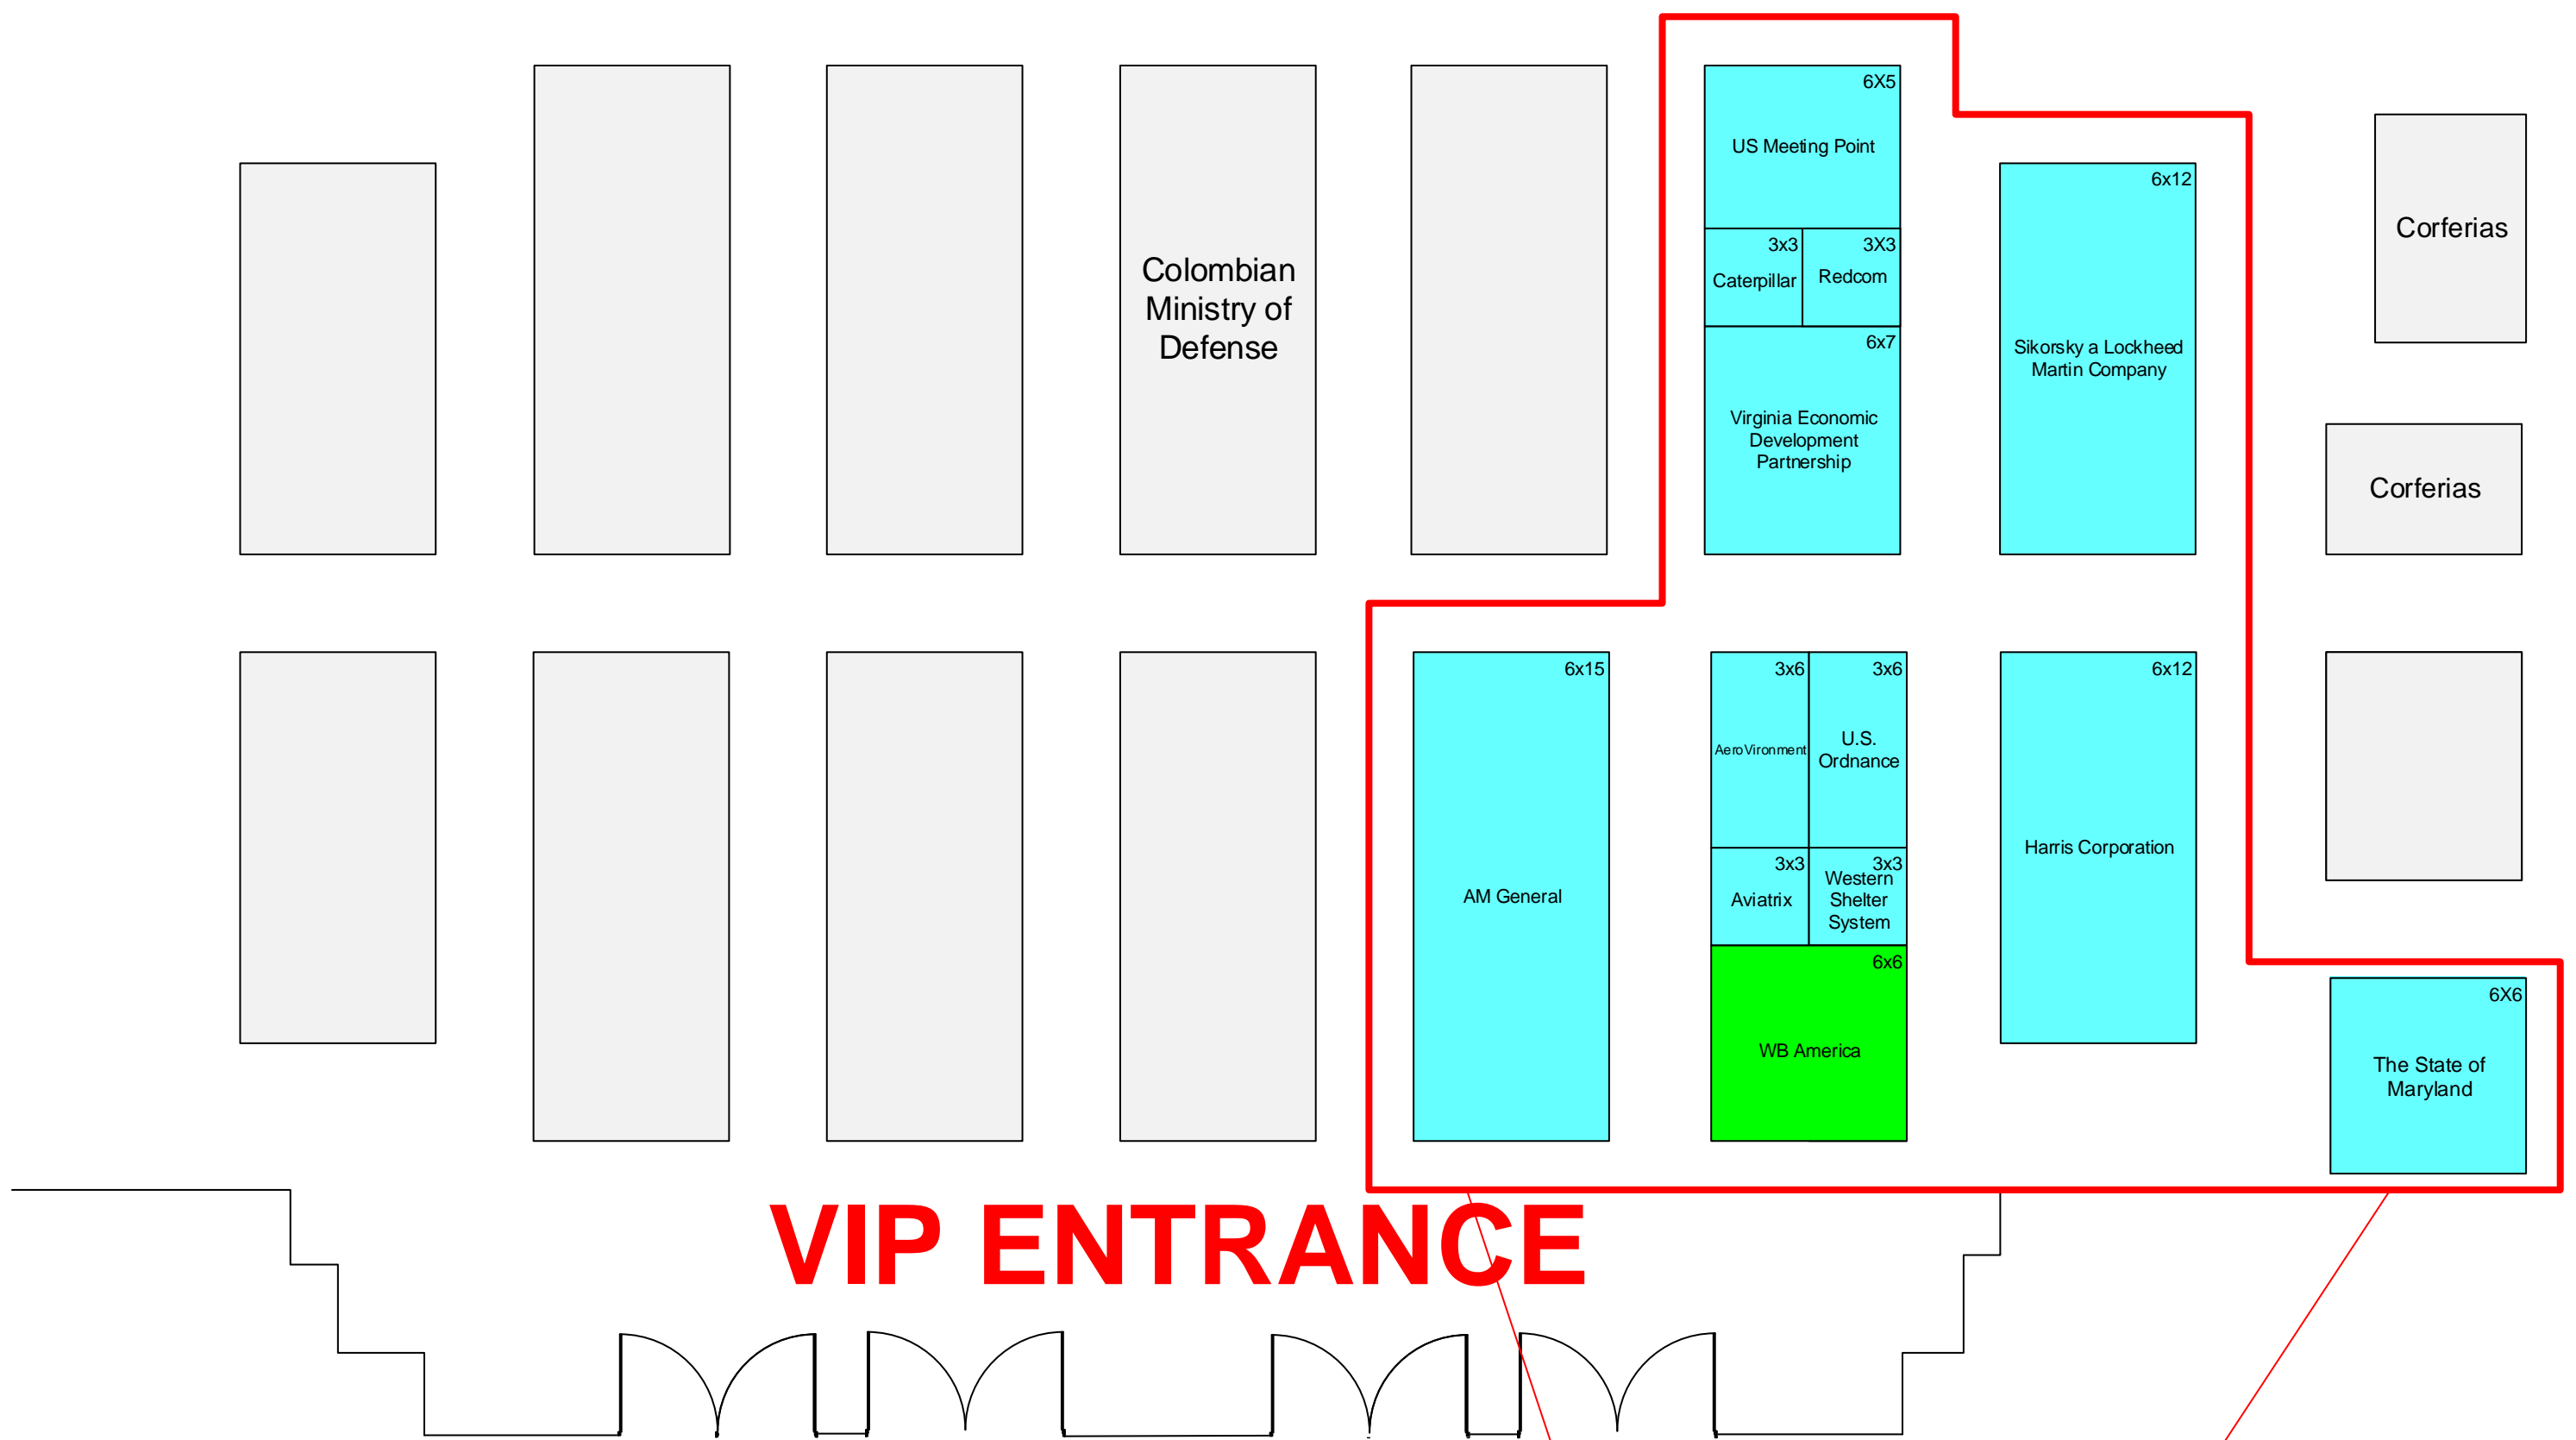 6X5
US Meeting Point
3x3
Caterpillar
3X3
Redcom
6x7
Virginia Economic
Development
Partnership
6x12
Sikorsky a Lockheed
Martin Company
Corferias
Corferias
Colombian
Ministry of
Defense
6x15
AM General
3x6
AeroVironment
3x6
U.S.
Ordnance
3x3
Aviatrix
3x3
Western
Shelter
System
6x6
WB America
6x12
Harris Corporation
6X6
The State of
Maryland
VIP ENTRANCE